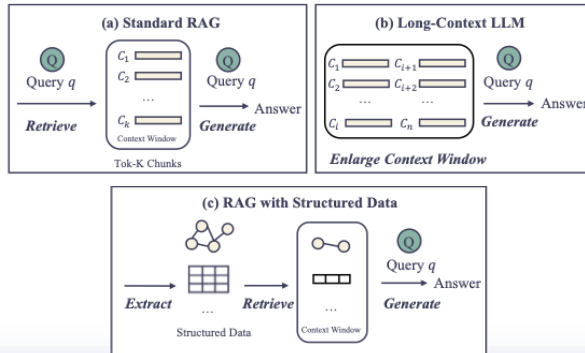 (a) Standard RAG
Q
Query q
Retrieve
C1
C2
...
Ck
Context Window
Tok-K Chunks
Q
Query q
Generate
Answer
(b) Long-Context LLM
C1 Ci+1
C2 Ci+2
... ...
Ci Cn
Enlarge Context Window
Q
Query q
Generate
Answer
(c) RAG with Structured Data
Extract
...
Structured Data
Retrieve
...
Context Window
Q
Query q
Generate
Answer